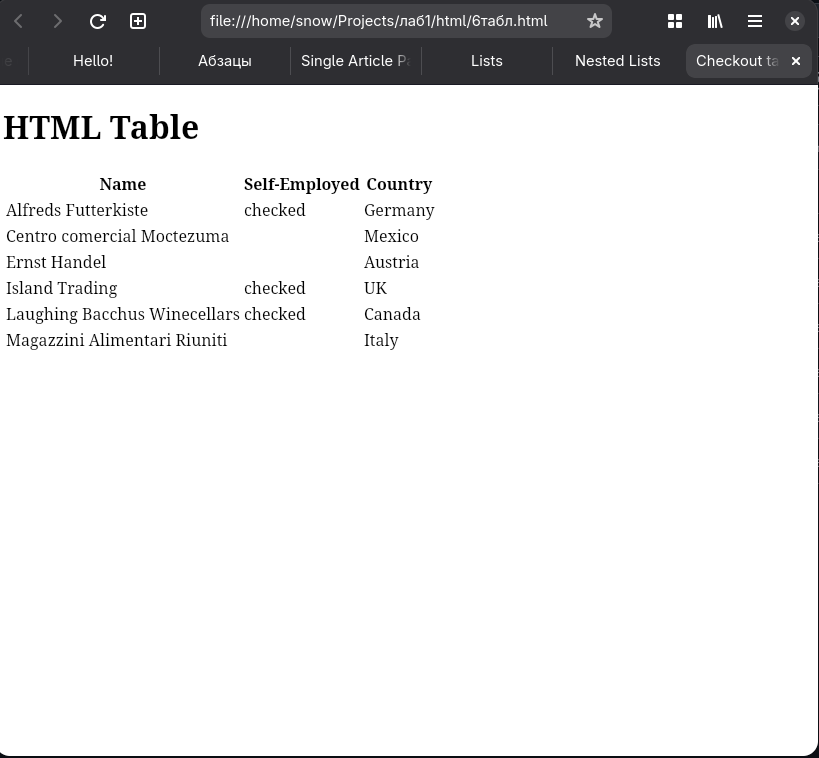 file:///home/snow/Projects/лаб1/html/6табл.html
Hello! Абзацы Single Article Lists Nested Lists Checkout
HTML Table
Name Self-Employed Country
Alfreds Futterkiste checked Germany
Centro comercial Moctezuma Mexico
Ernst Handel Austria
Island Trading checked UK
Laughing Bacchus Winecellars checked Canada
Magazzini Alimentari Riuniti Italy